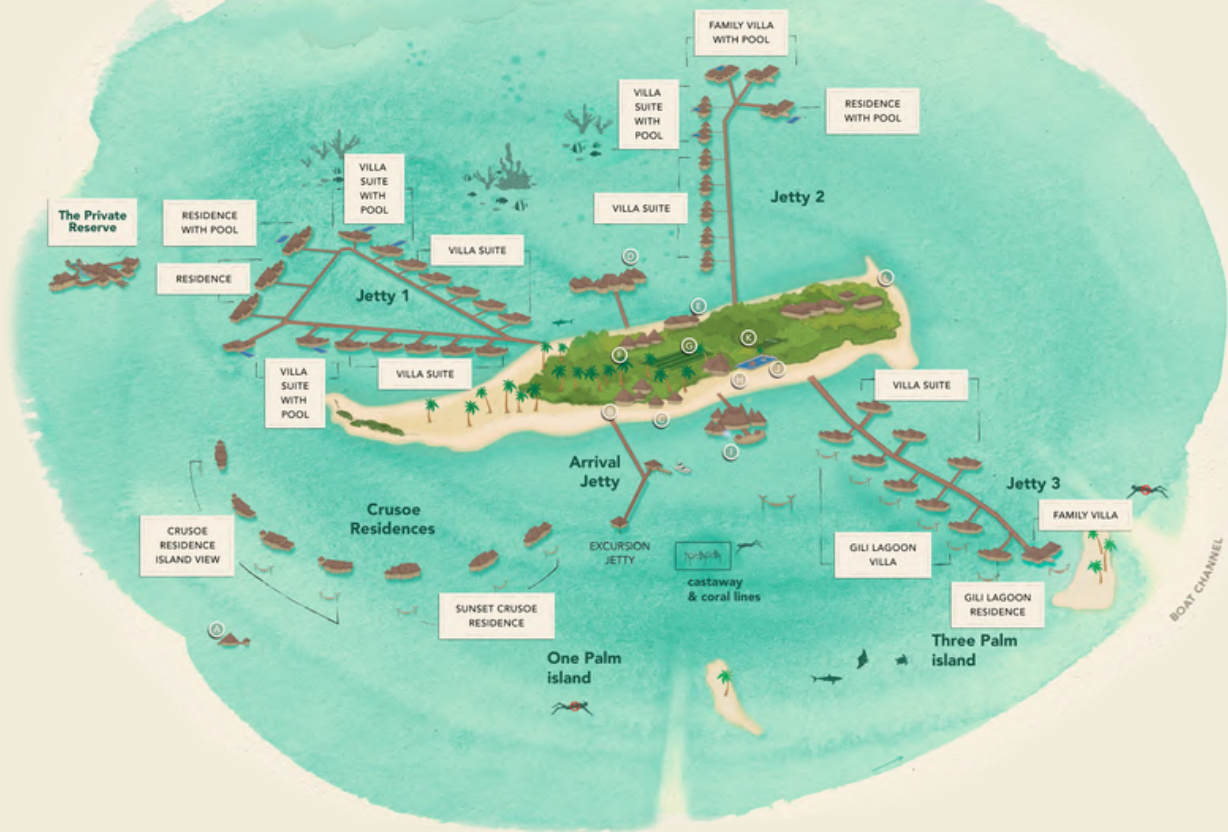 FAMILY VILLA
WITH POOL
VILLA
SUITE
WITH
POOL
RESIDENCE
WITH POOL
VILLA SUITE
Jetty 2
The Private
Reserve
RESIDENCE
WITH POOL
VILLA
SUITE
WITH
POOL
VILLA SUITE
RESIDENCE
Jetty 1
VILLA
SUITE
WITH
POOL
VILLA SUITE
D
E
L
F
G
K
H
J
B
C
I
VILLA SUITE
Arrival
Jetty
Jetty 3
FAMILY VILLA
Crusoe
Residences
CRUSOE
RESIDENCE
ISLAND VIEW
EXCURSION
JETTY
castaway
& coral lines
GILI LAGOON
VILLA
GILI LAGOON
RESIDENCE
BOAT CHANNEL
SUNSET CRUSOE
RESIDENCE
A
One Palm
island
Three Palm
island